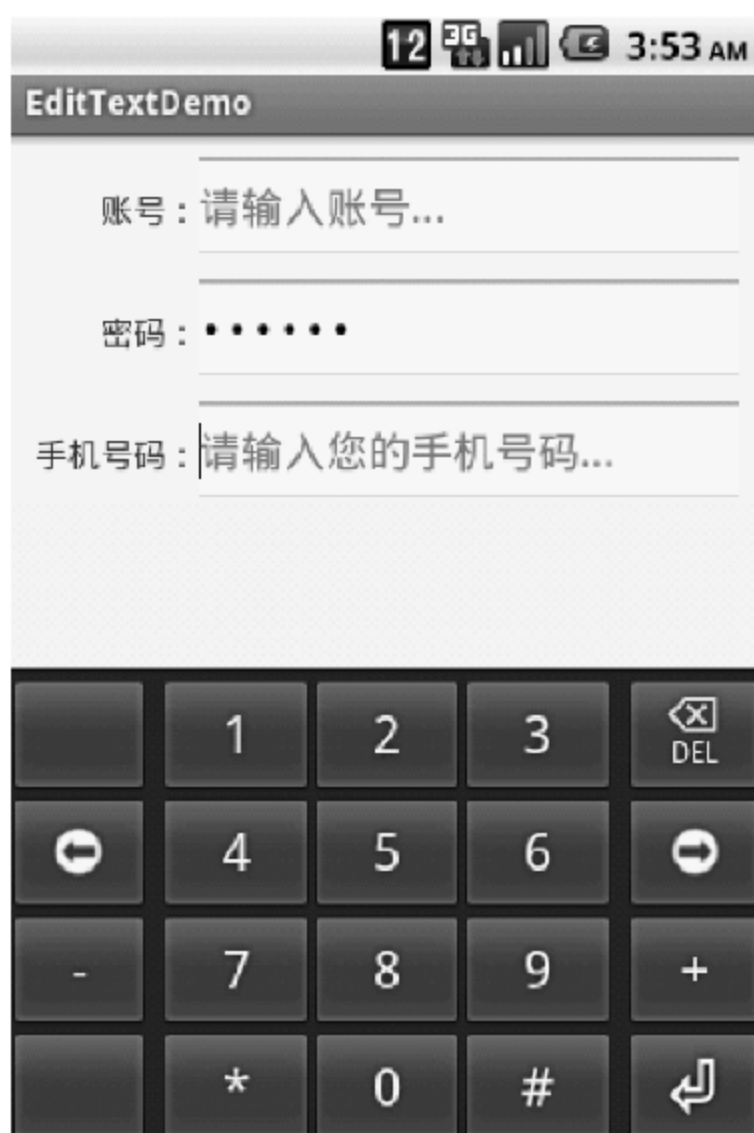 12 3G 3:53 AM
EditTextDemo
账号：请输入账号...
密码：••••••
手机号码：请输入您的手机号码...
1 2 3 DEL
4 5 6
- 7 8 9 +
* 0 #